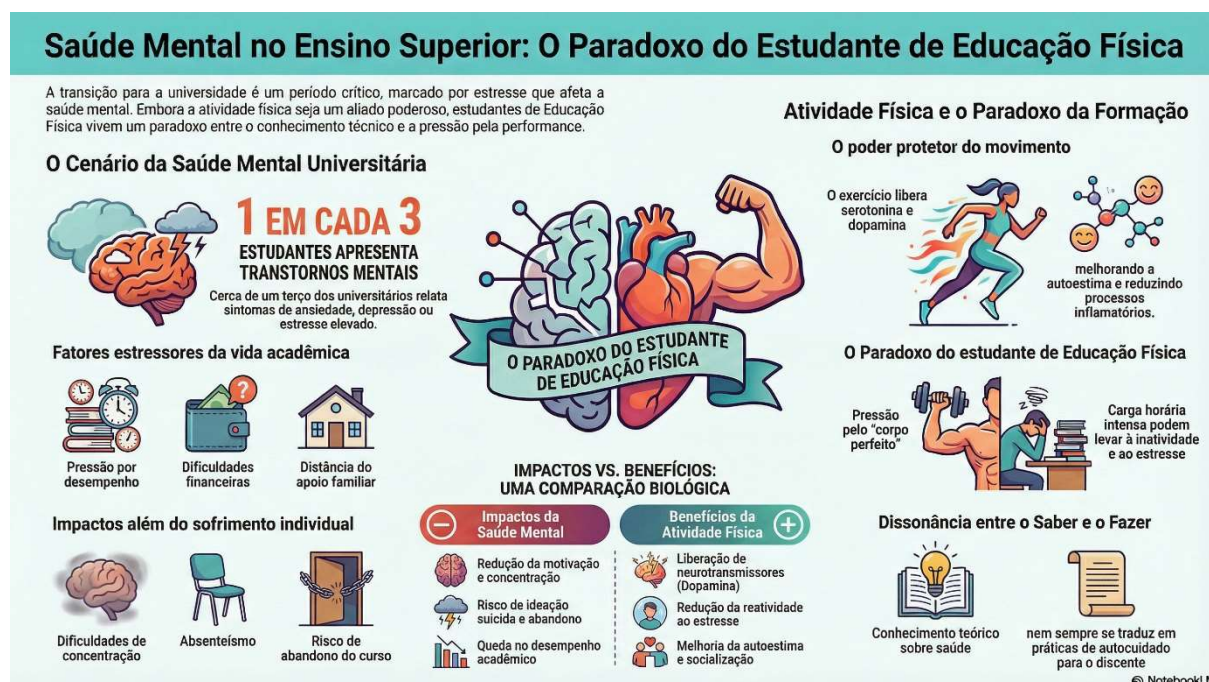 Saúde Mental no Ensino Superior: O Paradoxo do Estudante de Educação Física
A transição para a universidade é um período crítico, marcado por estresse que afeta a
saúde mental. Embora a atividade física seja um aliado poderoso, estudantes de Educação
Física vivem um paradoxo entre o conhecimento técnico e a pressão pela performance.
O Cenário da Saúde Mental Universitária
1 EM CADA 3
ESTUDANTES APRESENTA
TRANSTORNOS MENTAIS
Cerca de um terço dos universitários relata
sintomas de ansiedade, depressão ou
estresse elevado.
Fatores estressores da vida acadêmica
?
Pressão por
desempenho
Dificuldades
financeiras
Distância do
apoio familiar
Impactos além do sofrimento individual
Dificuldades de
concentração
Absenteísmo
Risco de
abandono do curso
O PARADOXO DO ESTUDANTE
DE EDUCAÇÃO FÍSICA
IMPACTOS VS. BENEFÍCIOS:
UMA COMPARAÇÃO BIOLÓGICA
Impactos da
Saúde Mental
Redução da motivação
e concentração
Risco de ideação
suicida e abandono
Queda no desempenho
acadêmico
Benefícios da
Atividade Física
Liberação de
neurotransmissores
(Dopamina)
Redução da reatividade
ao estresse
Melhoria da autoestima
e socialização
Atividade Física e o Paradoxo da Formação
O poder protetor do movimento
O exercício libera
serotonina e
dopamina
melhorando a
autoestima e reduzindo
processos
inflamatórios.
O Paradoxo do estudante de Educação Física
Pressão
pelo “corpo
perfeito”
Carga horária
intensa podem
levar à inatividade
e ao estresse
Dissonância entre o Saber e o Fazer
Conhecimento teórico
sobre saúde
nem sempre se traduz em
práticas de autocuidado
para o discente